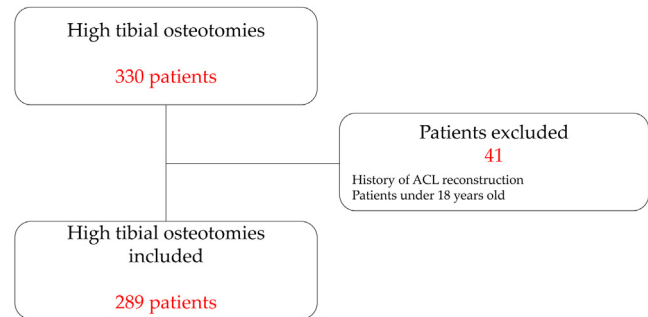 High tibial osteotomies
330 patients
Patients excluded
41
History of ACL reconstruction
Patients under 18 years old
High tibial osteotomies
included
289 patients